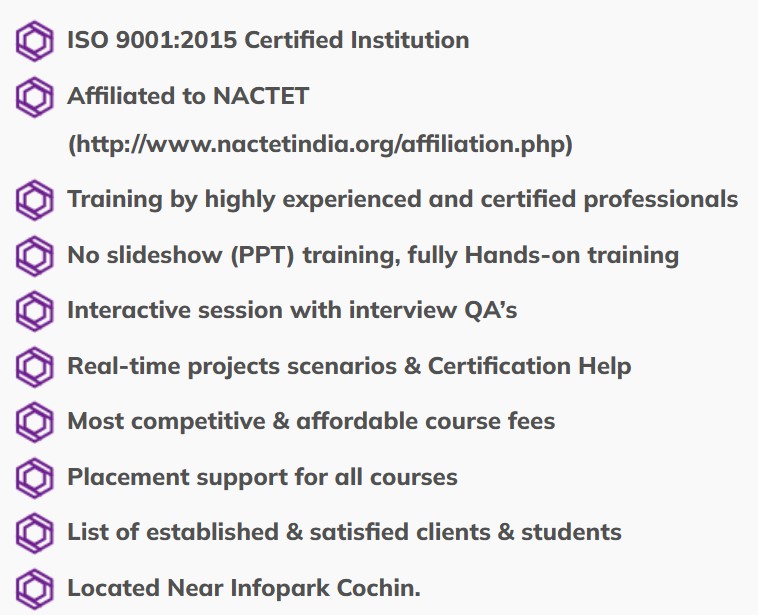 ISO 9001:2015 Certified Institution
Affiliated to NACTET
(http://www.nactetindia.org/affiliation.php)
Training by highly experienced and certified professionals
No slideshow (PPT) training, fully Hands-on training
Interactive session with interview QA’s
Real-time projects scenarios & Certification Help
Most competitive & affordable course fees
Placement support for all courses
List of established & satisfied clients & students
Located Near Infopark Cochin.